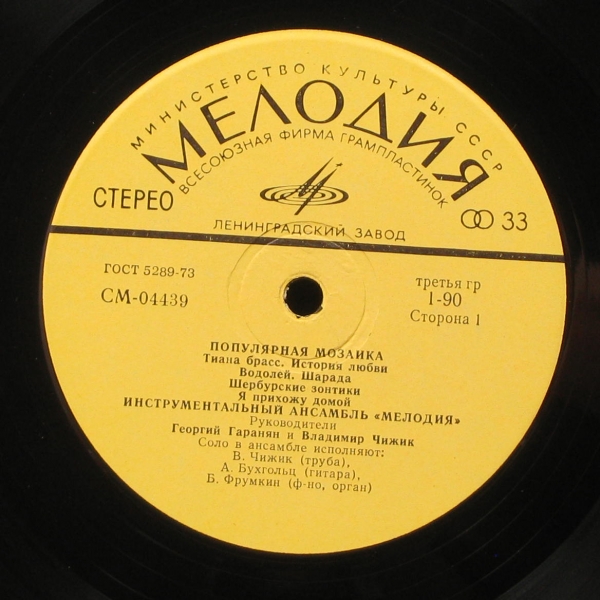 МИНИСТЕРСТВО КУЛЬТУРЫ СССР
МЕЛОДИЯ
ВСЕСОЮЗНАЯ ФИРМА ГРАМПЛАСТИНОК
СТЕРЕО
33
ЛЕНИНГРАДСКИЙ ЗАВОД
ГОСТ 5289-73
СМ-04439
третья гр
1-90
Сторона 1
ПОПУЛЯРНАЯ МОЗАИКА
Тиана брасс. История любви
Водолей. Шарада
Шербурские зонтики
Я прихожу домой
ИНСТРУМЕНТАЛЬНЫЙ АНСАМБЛЬ «МЕЛОДИЯ»
Руководители
Георгий Гаранян и Владимир Чижик
Соло в ансамбле исполняют:
В. Чижик (труба),
А. Бухгольц (гитара),
Б. Фрумкин (ф-но, орган)